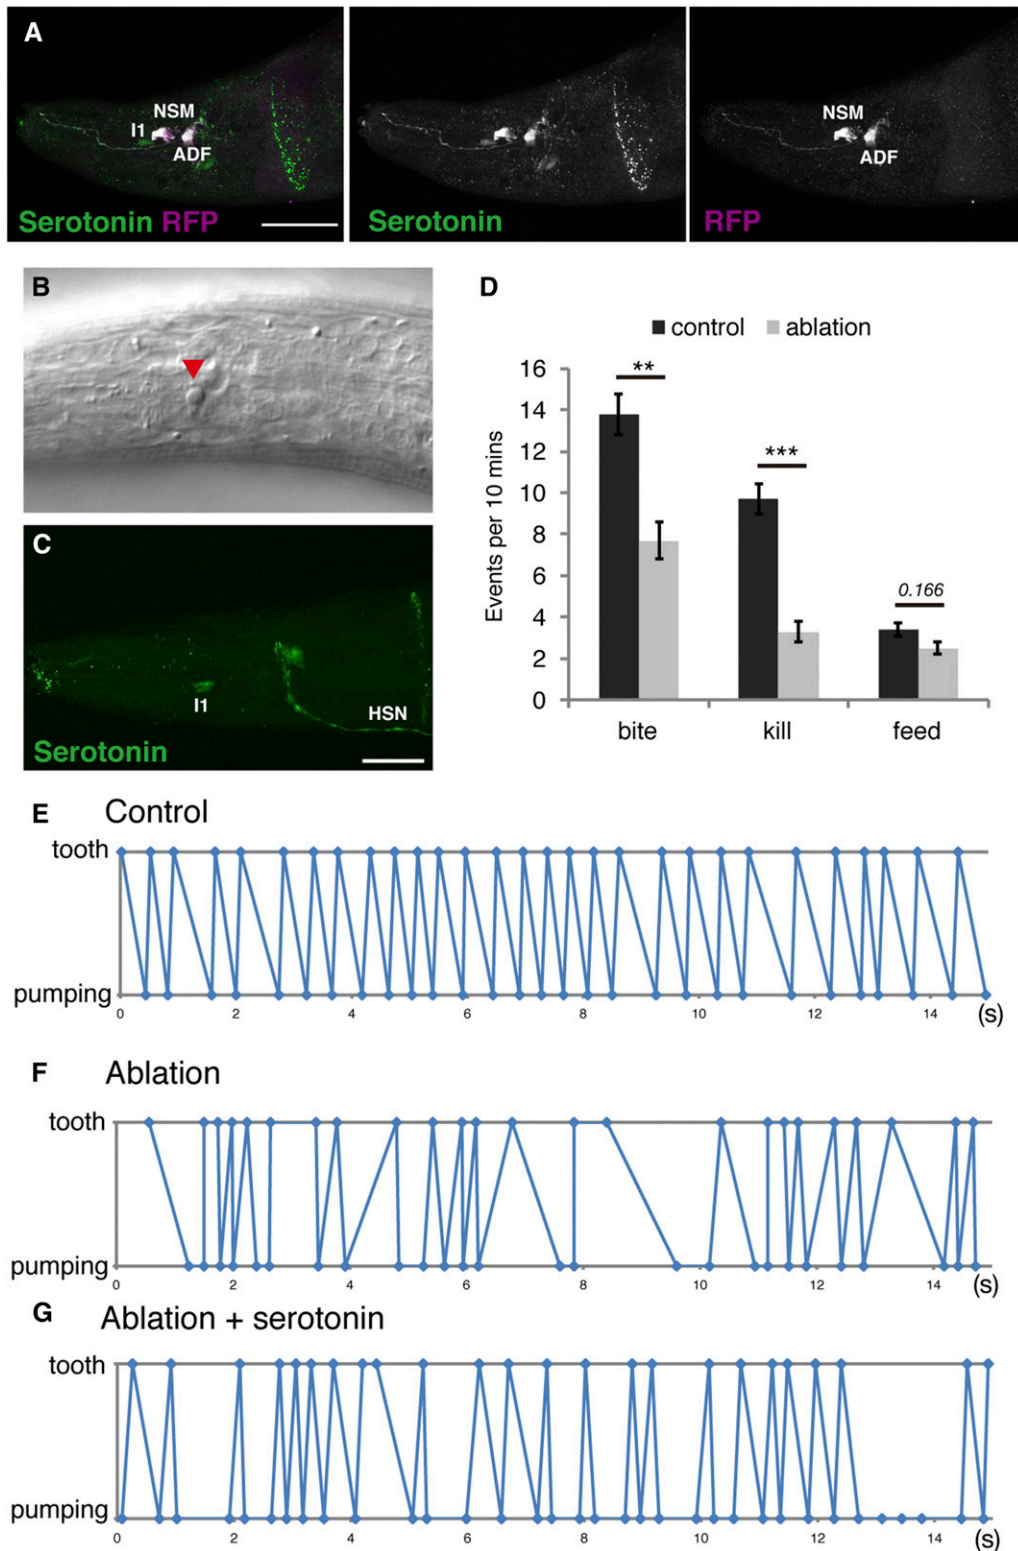 A
NSM
I1
ADF
Serotonin RFP
Serotonin
NSM
ADF
RFP
B
C
I1
HSN
Serotonin
D
control ablation
Events per 10 mins
16
14
12
10
8
6
4
2
0
**
***
0.166
bite kill feed
E Control
tooth
pumping
0 2 4 6 8 10 12 14 (s)
F Ablation
tooth
pumping
0 2 4 6 8 10 12 14 (s)
G Ablation + serotonin
tooth
pumping
0 2 4 6 8 10 12 14 (s)